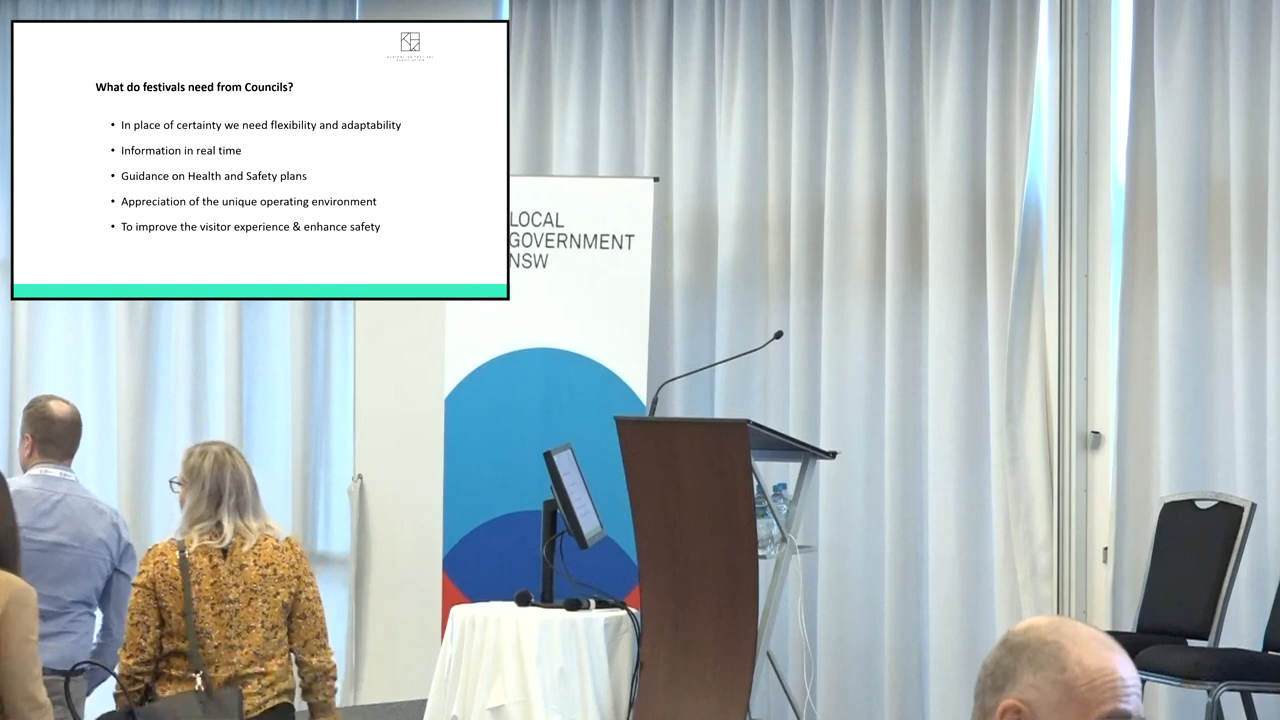 What do festivals need from Councils?
• In place of certainty we need flexibility and adaptability
• Information in real time
• Guidance on Health and Safety plans
• Appreciation of the unique operating environment
• To improve the visitor experience & enhance safety
LOCAL
GOVERNMENT
NSW